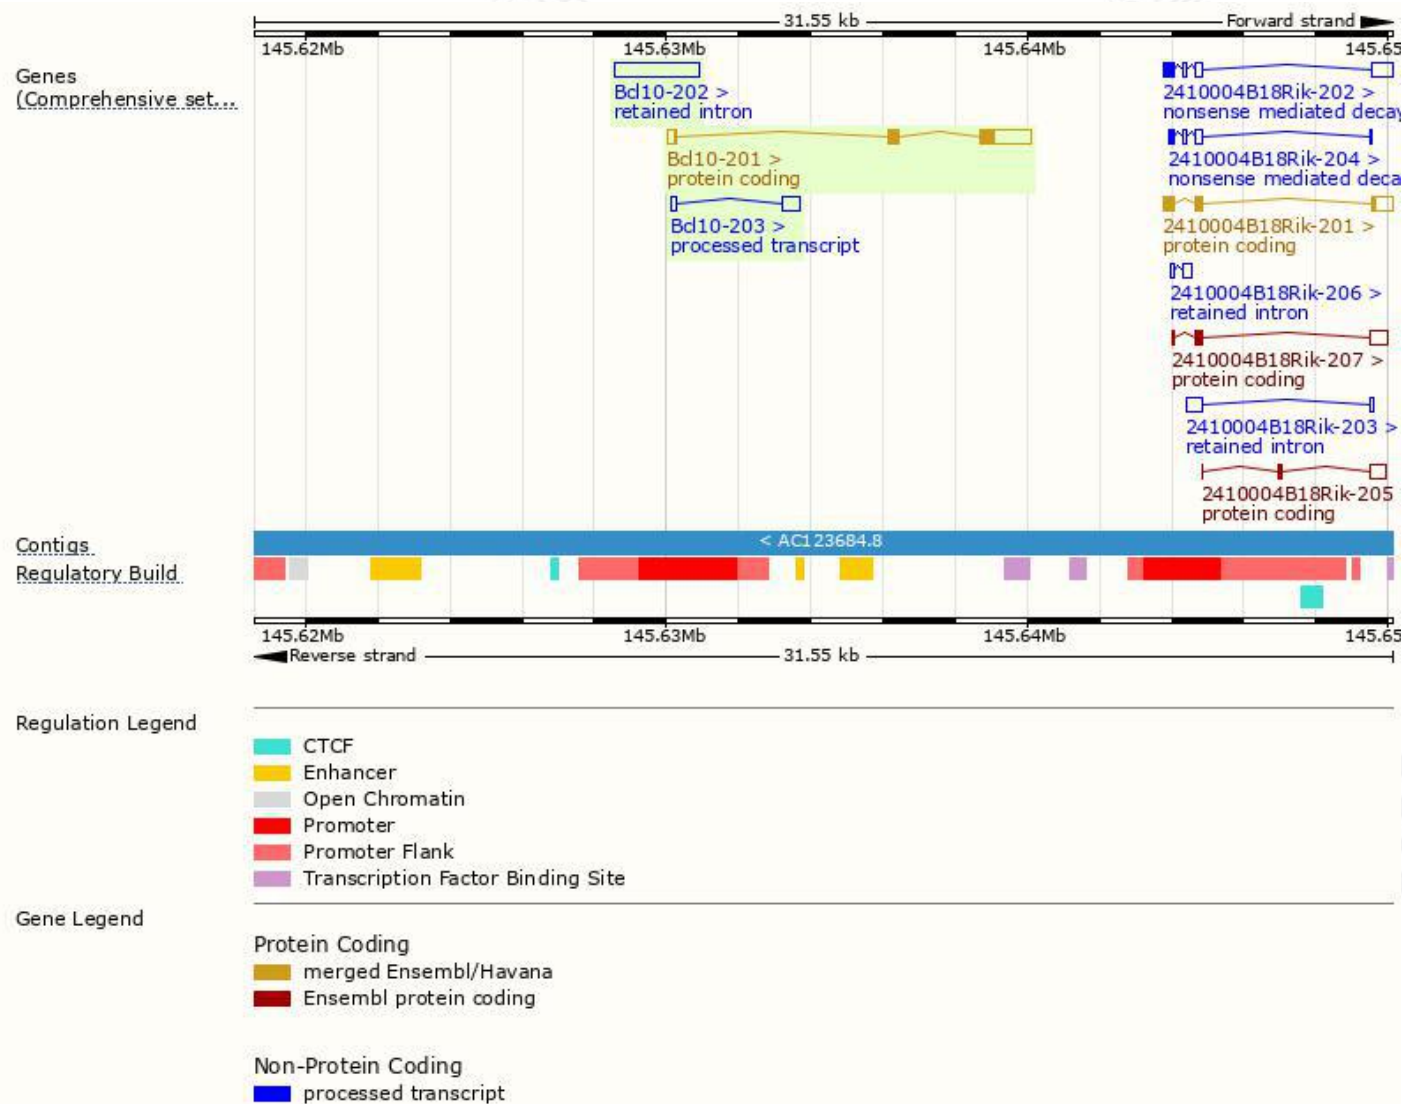 31.55 kb
Forward strand
145.62Mb 145.63Mb 145.64Mb 145.65
Genes
(Comprehensive set...
Bcl10-202 >
retained intron
Bcl10-201 >
protein coding
Bcl10-203 >
processed transcript
2410004B18Rik-202 >
nonsense mediated decay
2410004B18Rik-204 >
nonsense mediated deca
2410004B18Rik-201 >
protein coding
2410004B18Rik-206 >
retained intron
2410004B18Rik-207 >
protein coding
2410004B18Rik-203 >
retained intron
2410004B18Rik-205
protein coding
Contigs
< AC123684.8
Regulatory Build
145.62Mb 145.63Mb 145.64Mb 145.65
Reverse strand
31.55 kb
Regulation Legend
CTCF
Enhancer
Open Chromatin
Promoter
Promoter Flank
Transcription Factor Binding Site
Gene Legend
Protein Coding
merged Ensembl/Havana
Ensembl protein coding
Non-Protein Coding
processed transcript